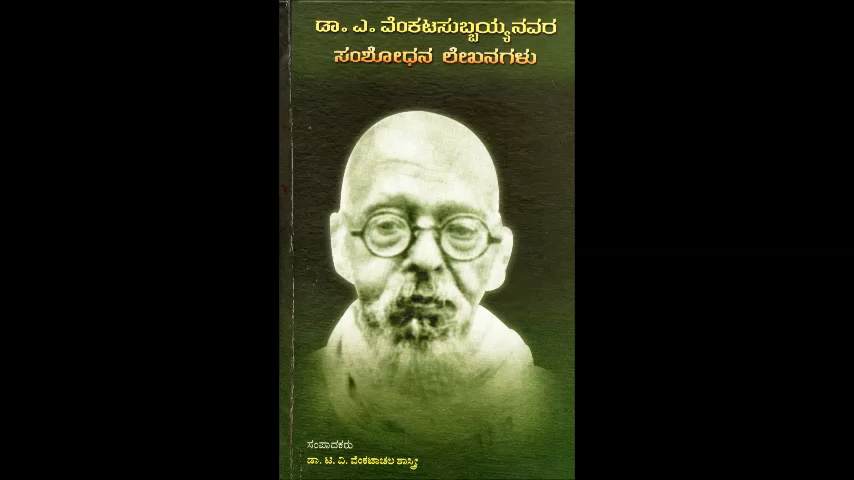 ಡಾ. ಎ. ವೆಂಕಟಸುಬ್ಬಯ್ಯನವರ
ಸಂಶೋಧನ ಲೇಖನಗಳು
ಸಂಪಾದಕರು
ಡಾ. ಟಿ. ವಿ. ವೆಂಕಟಾಚಲ ಶಾಸ್ತ್ರೀ